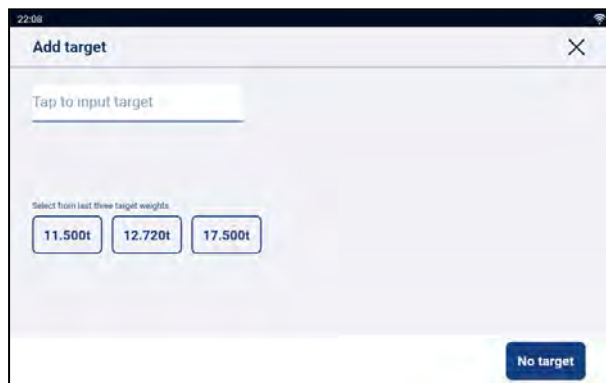 22:08
Add target
Tap to input target
Select from last three target weights
11.500t 12.720t 17.500t
No target